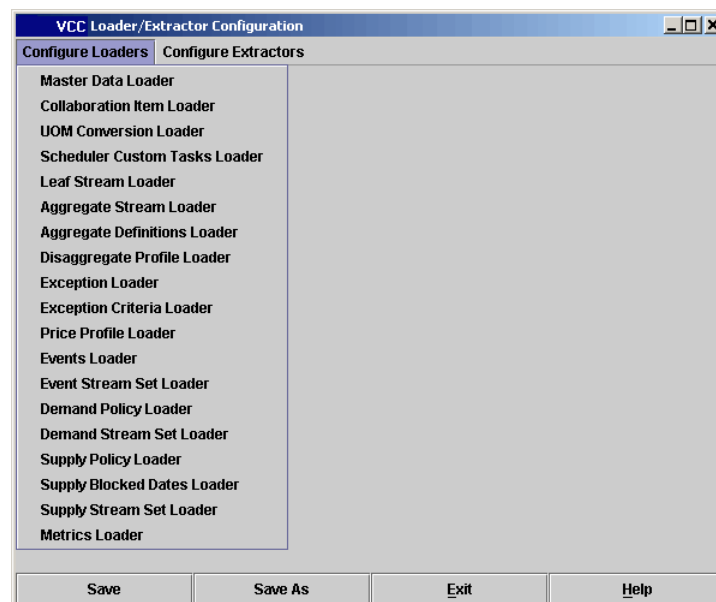 VCC Loader/Extractor Configuration
Configure Loaders Configure Extractors
Master Data Loader
Collaboration Item Loader
UOM Conversion Loader
Scheduler Custom Tasks Loader
Leaf Stream Loader
Aggregate Stream Loader
Aggregate Definitions Loader
Disaggregate Profile Loader
Exception Loader
Exception Criteria Loader
Price Profile Loader
Events Loader
Event Stream Set Loader
Demand Policy Loader
Demand Stream Set Loader
Supply Policy Loader
Supply Blocked Dates Loader
Supply Stream Set Loader
Metrics Loader
Save Save As Exit Help